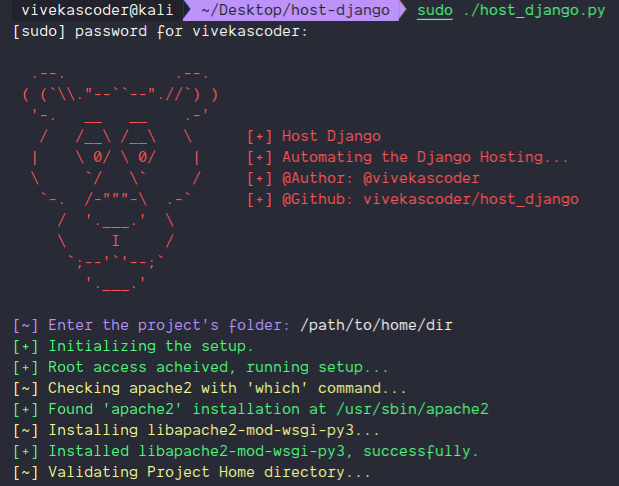 vivekascoder@kali ~/Desktop/host-django sudo ./host_django.py
[sudo] password for vivekascoder:
[+] Host Django
[+] Automating the Django Hosting...
[+] @Author: @vivekascoder
[+] @Github: vivekascoder/host_django
[~] Enter the project's folder: /path/to/home/dir
[+] Initializing the setup.
[+] Root access acheived, running setup...
[~] Checking apache2 with 'which' command...
[+] Found 'apache2' installation at /usr/sbin/apache2
[~] Installing libapache2-mod-wsgi-py3...
[+] Installed libapache2-mod-wsgi-py3, successfully.
[~] Validating Project Home directory...